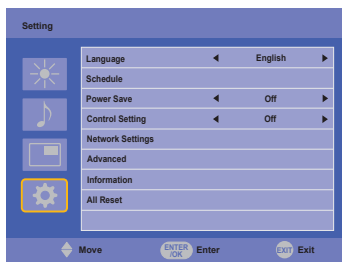 Setting
Language English
Schedule
Power Save Off
Control Setting Off
Network Settings
Advanced
Information
All Reset
Move ENTER/OK Enter EXIT Exit